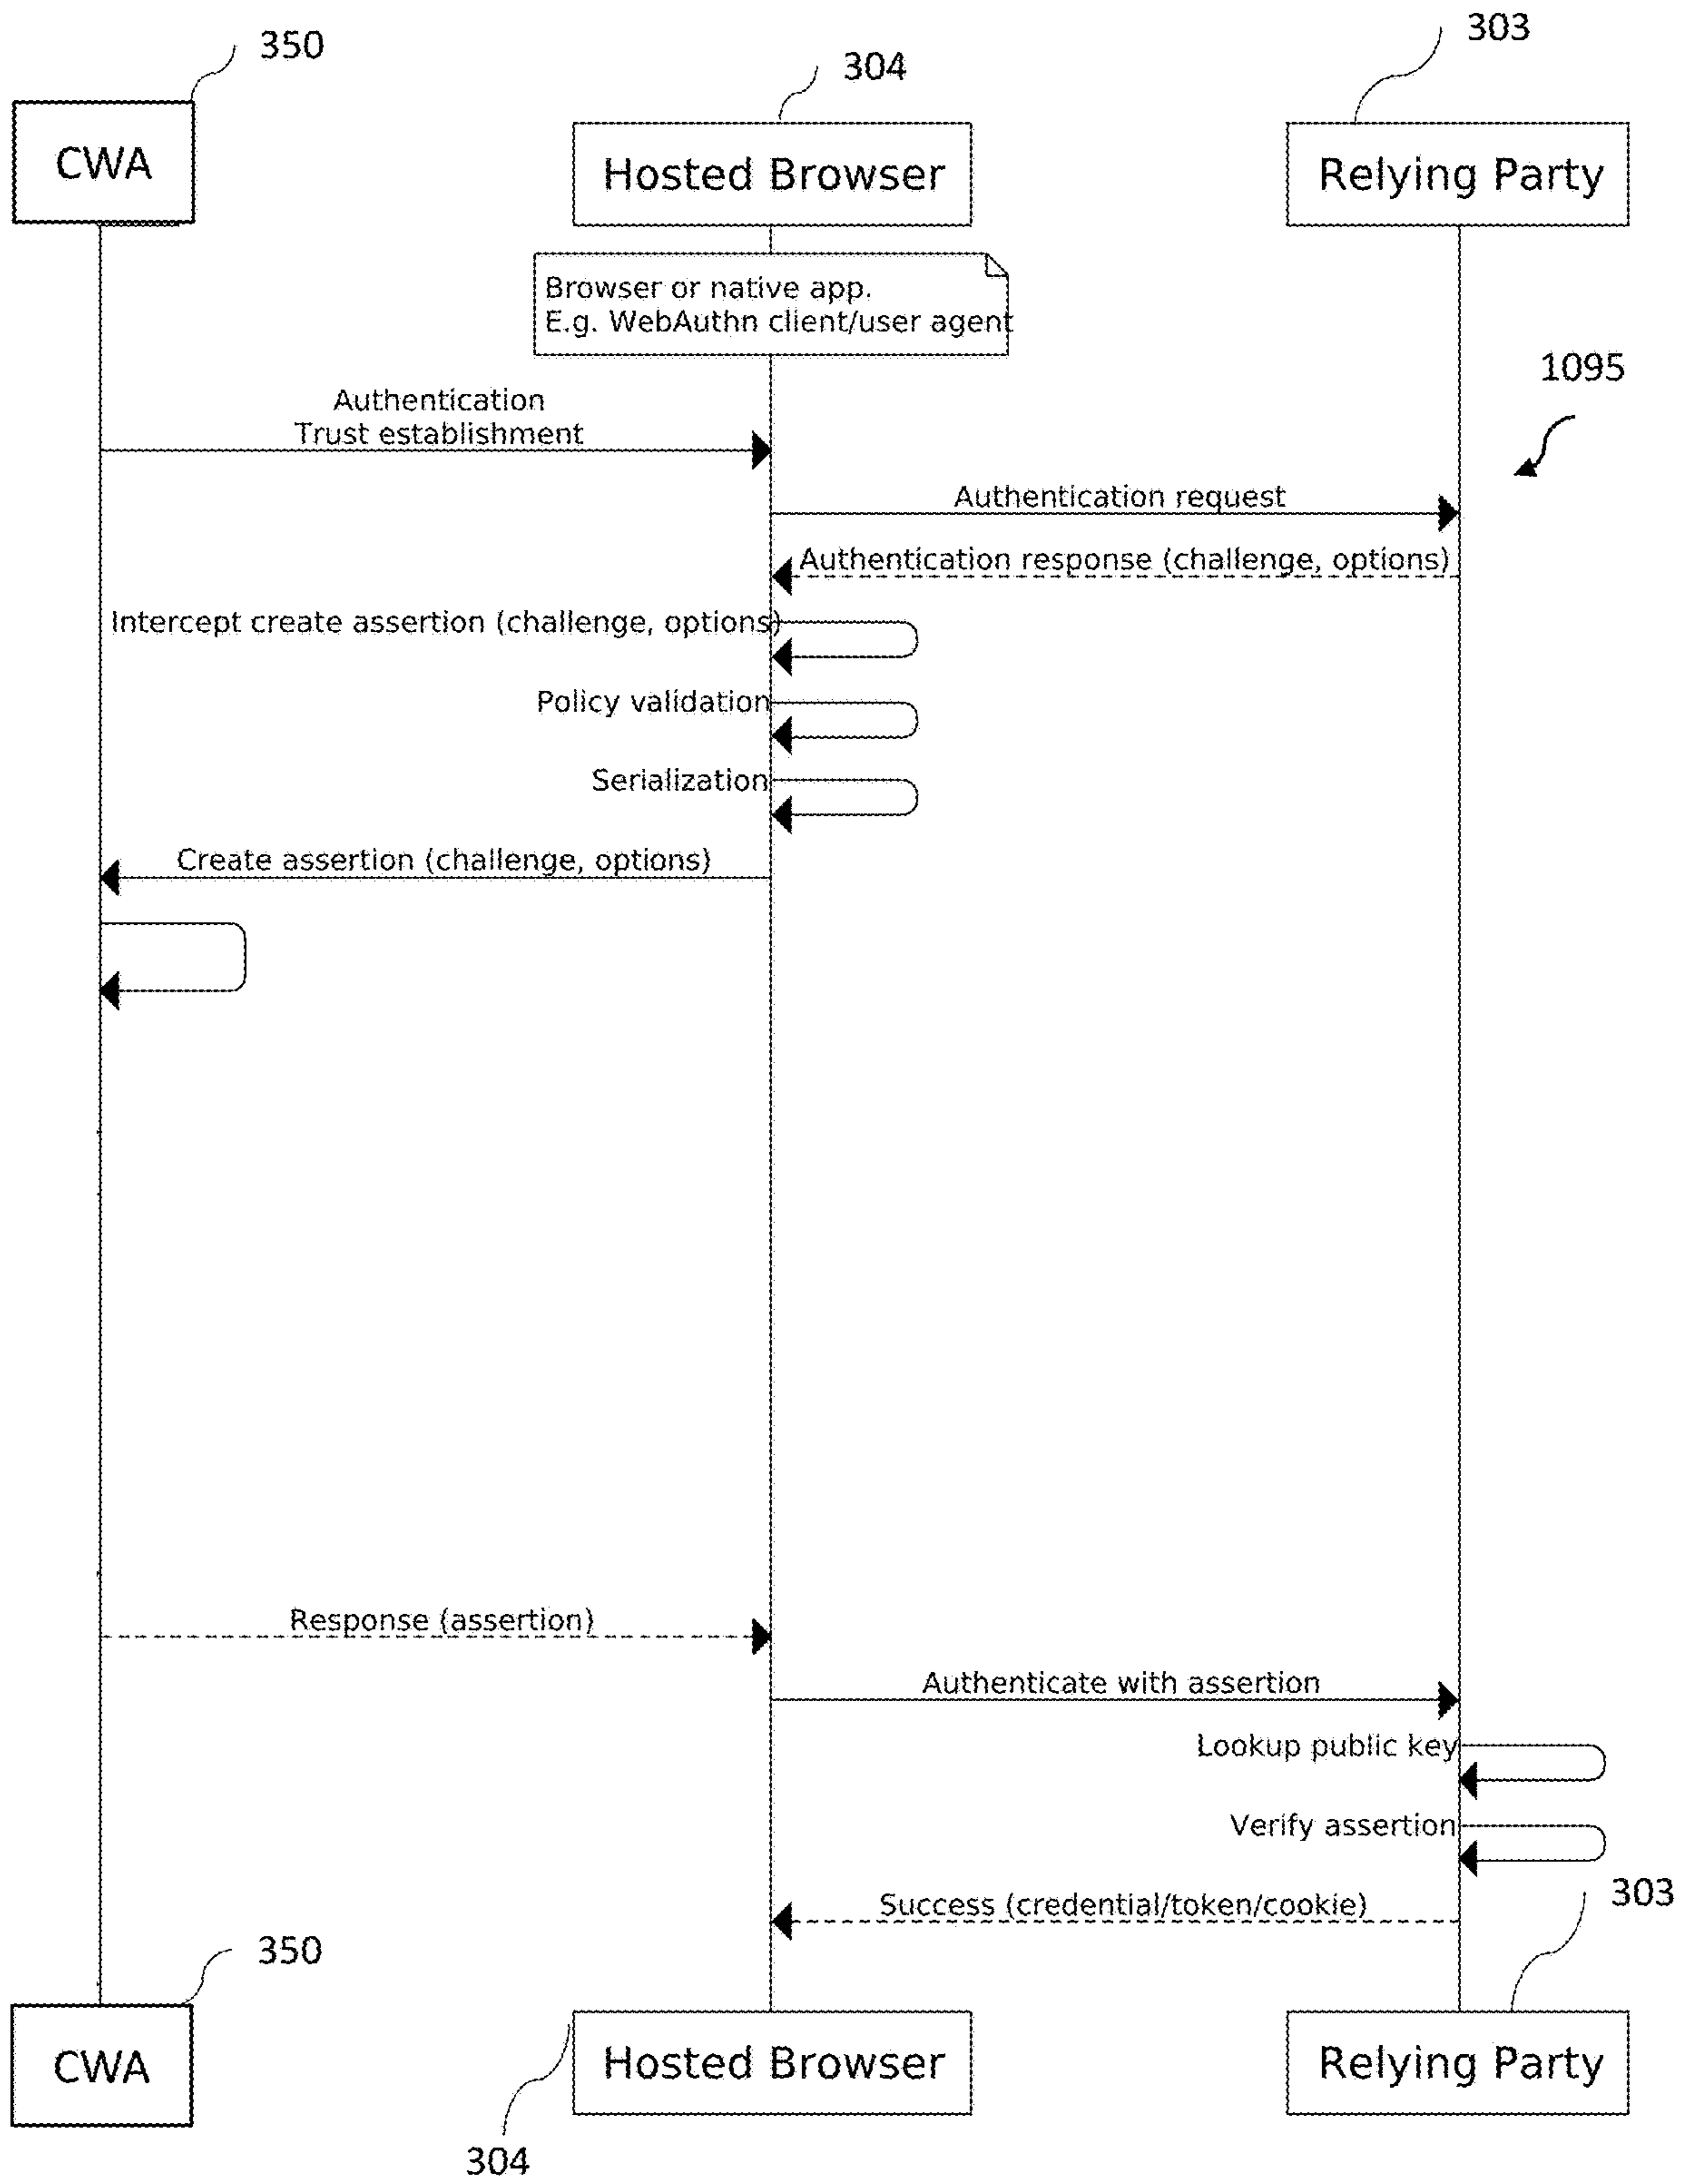 350
304
303
CWA
Hosted Browser
Relying Party
Browser or native app.
E.g. WebAuthn client/user agent
1095
Authentication
Trust establishment
Authentication request
Authentication response (challenge, options)
Intercept create assertion (challenge, options)
Policy validation
Serialization
Create assertion (challenge, options)
Response (assertion)
Authenticate with assertion
Lookup public key
Verify assertion
Success (credential/token/cookie)
303
350
CWA
Hosted Browser
Relying Party
304